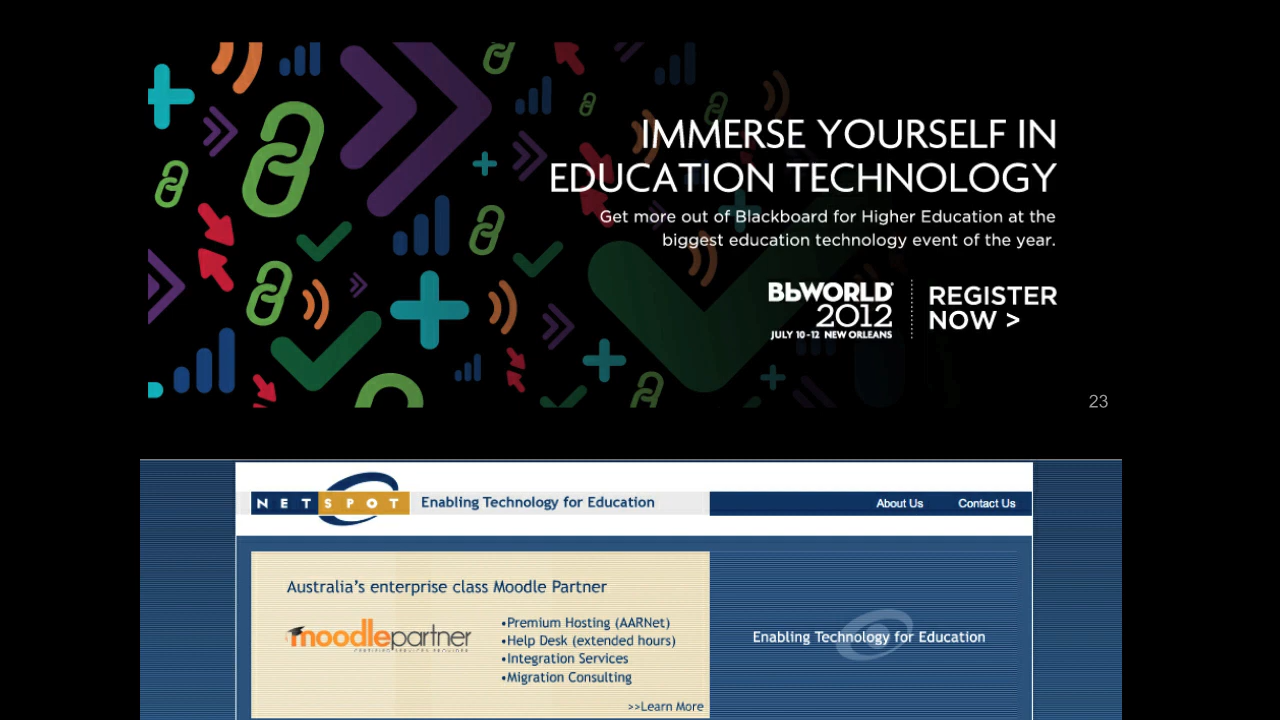 IMMERSE YOURSELF IN
EDUCATION TECHNOLOGY
Get more out of Blackboard for Higher Education at the
biggest education technology event of the year.
BbWORLD
2012
JULY 10-12 NEW ORLEANS
REGISTER
NOW >
23
NETSPOT
Enabling Technology for Education
About Us
Contact Us
Australia's enterprise class Moodle Partner
moodlepartner
CERTIFIED SERVICES PROVIDER
•Premium Hosting (AARNet)
•Help Desk (extended hours)
•Integration Services
•Migration Consulting
>>Learn More
Enabling Technology for Education